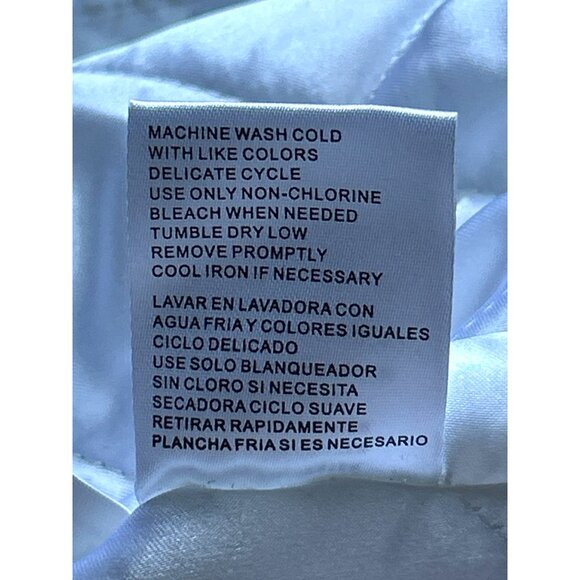 MACHINE WASH COLD
WITH LIKE COLORS
DELICATE CYCLE
USE ONLY NON-CHLORINE
BLEACH WHEN NEEDED
TUMBLE DRY LOW
REMOVE PROMPTLY
COOL IRON IF NECESSARY
LAVAR EN LAVADORA CON
AGUA FRIA Y COLORES IGUALES
CICLO DELICADO
USE SOLO BLANQUEADOR
SIN CLORO SI NECESITA
SECADORA CICLO SUAVE
RETIRAR RAPIDAMENTE
PLANCHA FRIA SI ES NECESARIO